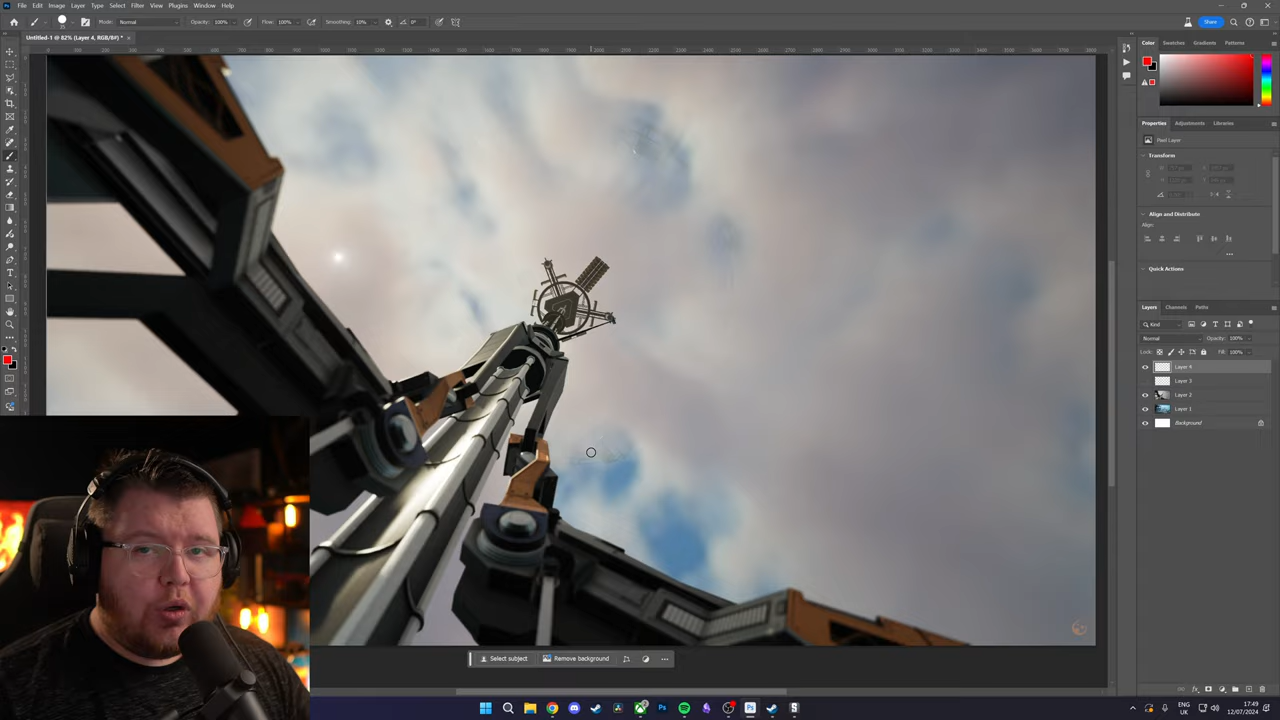 File Edit Image Layer Type Select Filter View Plugins Window Help
Mode: Normal Opacity: 100% Flow: 100% Smoothing: 10% 0° Share
Untitled-1 @ 82% (Layer 4, RGB/8#) *
Color Swatches Gradients Patterns
Properties Adjustments Libraries
Pixel Layer
Transform
Align and Distribute
Align:
Quick Actions
Layers Channels Paths
Kind
Normal Opacity: 100%
Lock: Fill: 100%
Layer 4
Layer 3
Layer 2
Layer 1
Background
Select subject Remove background
ENG 17:49
UK 12/07/2024